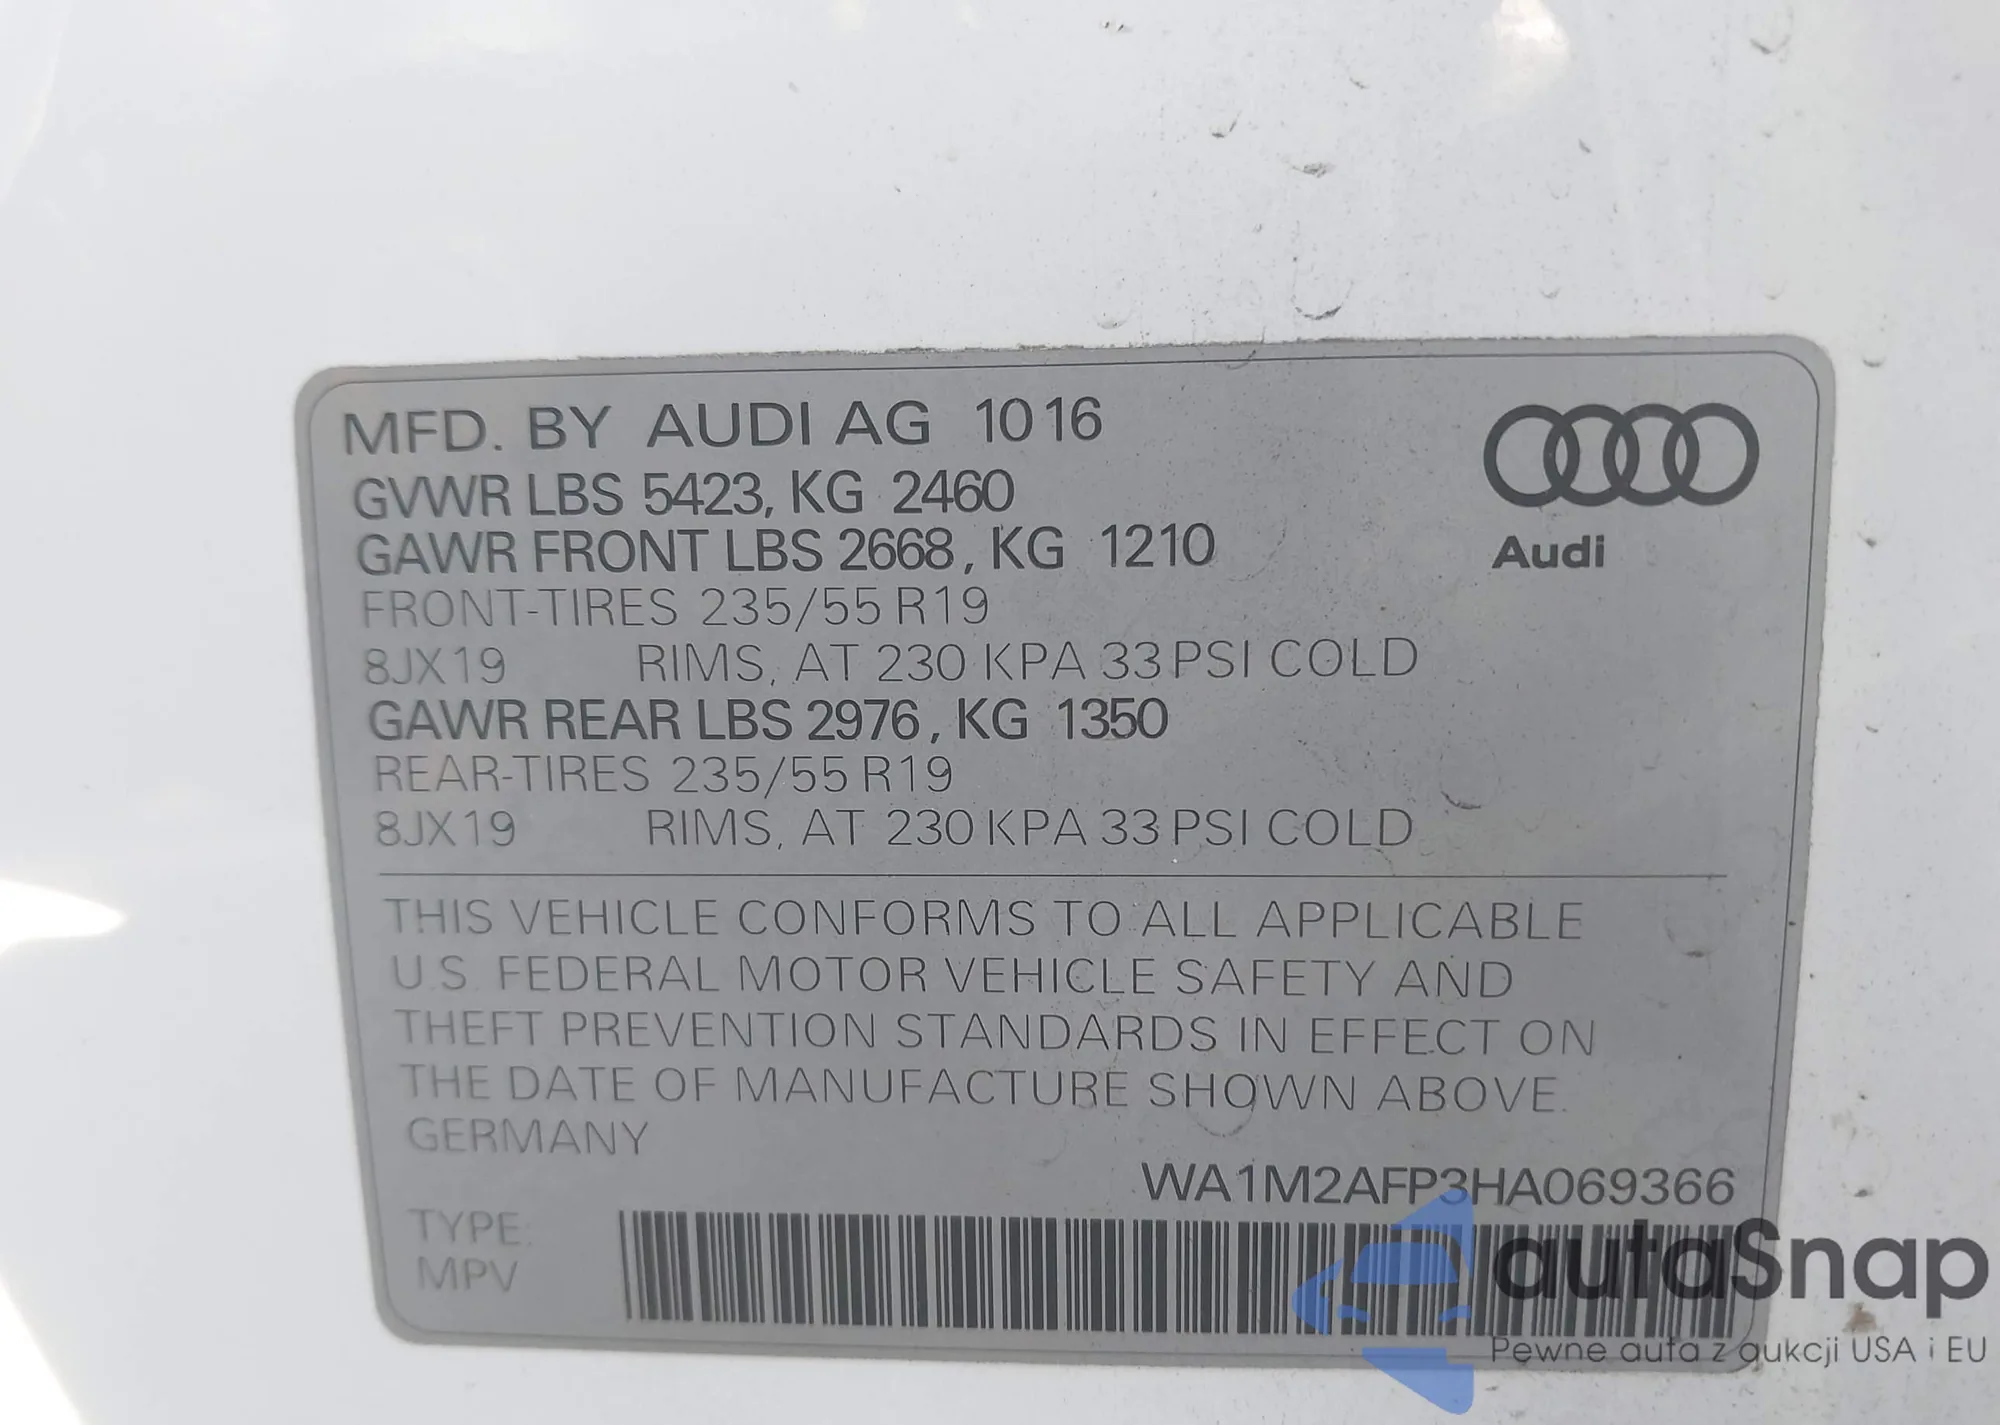 MFD. BY AUDI AG 10 16
GVWR LBS 5423, KG 2460
GAWR FRONT LBS 2668, KG 1210
FRONT-TIRES 235/55 R19
8JX19 RIMS, AT 230 KPA 33 PSI COLD
GAWR REAR LBS 2976, KG 1350
REAR-TIRES 235/55 R19
8JX19 RIMS, AT 230 KPA 33 PSI COLD
Audi
THIS VEHICLE CONFORMS TO ALL APPLICABLE
U.S. FEDERAL MOTOR VEHICLE SAFETY AND
THEFT PREVENTION STANDARDS IN EFFECT ON
THE DATE OF MANUFACTURE SHOWN ABOVE.
GERMANY
WA1M2AFP3HA069366
TYPE:
MPV
autaSnap
Pewne auta z aukcji USA i EU